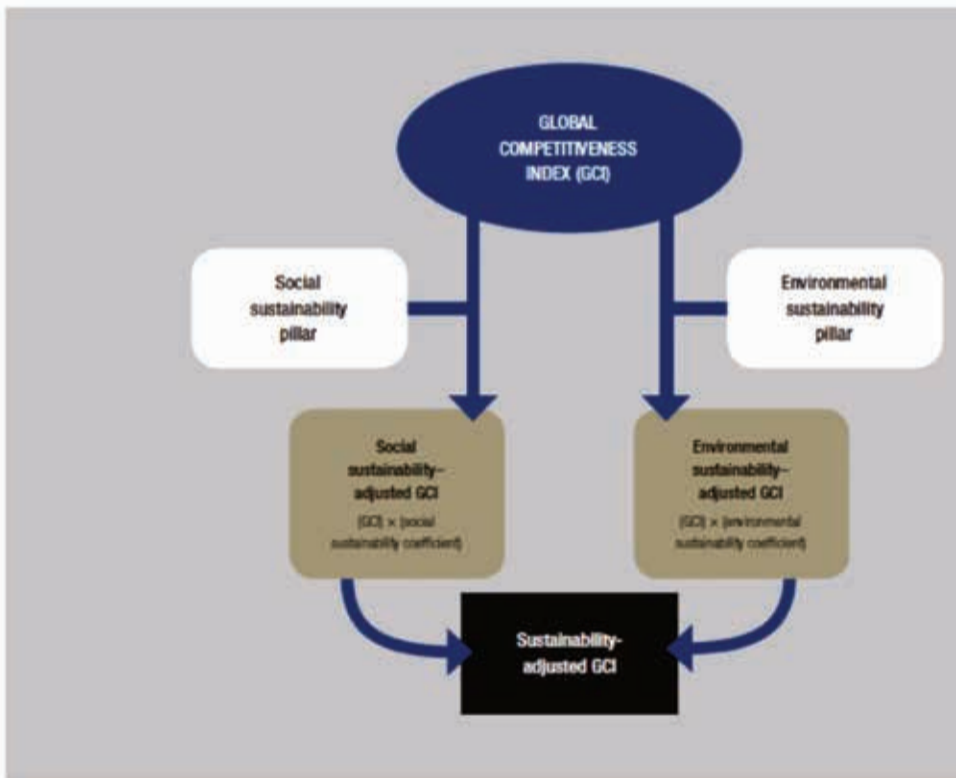 GLOBAL
COMPETITIVENESS
INDEX (GCI)
Social
sustainability
pillar
Environmental
sustainability
pillar
Social
sustainability–
adjusted GCI
(GCI) × (social
sustainability coefficient)
Environmental
sustainability–
adjusted GCI
(GCI) × (environmental
sustainability coefficient)
Sustainability-
adjusted GCI